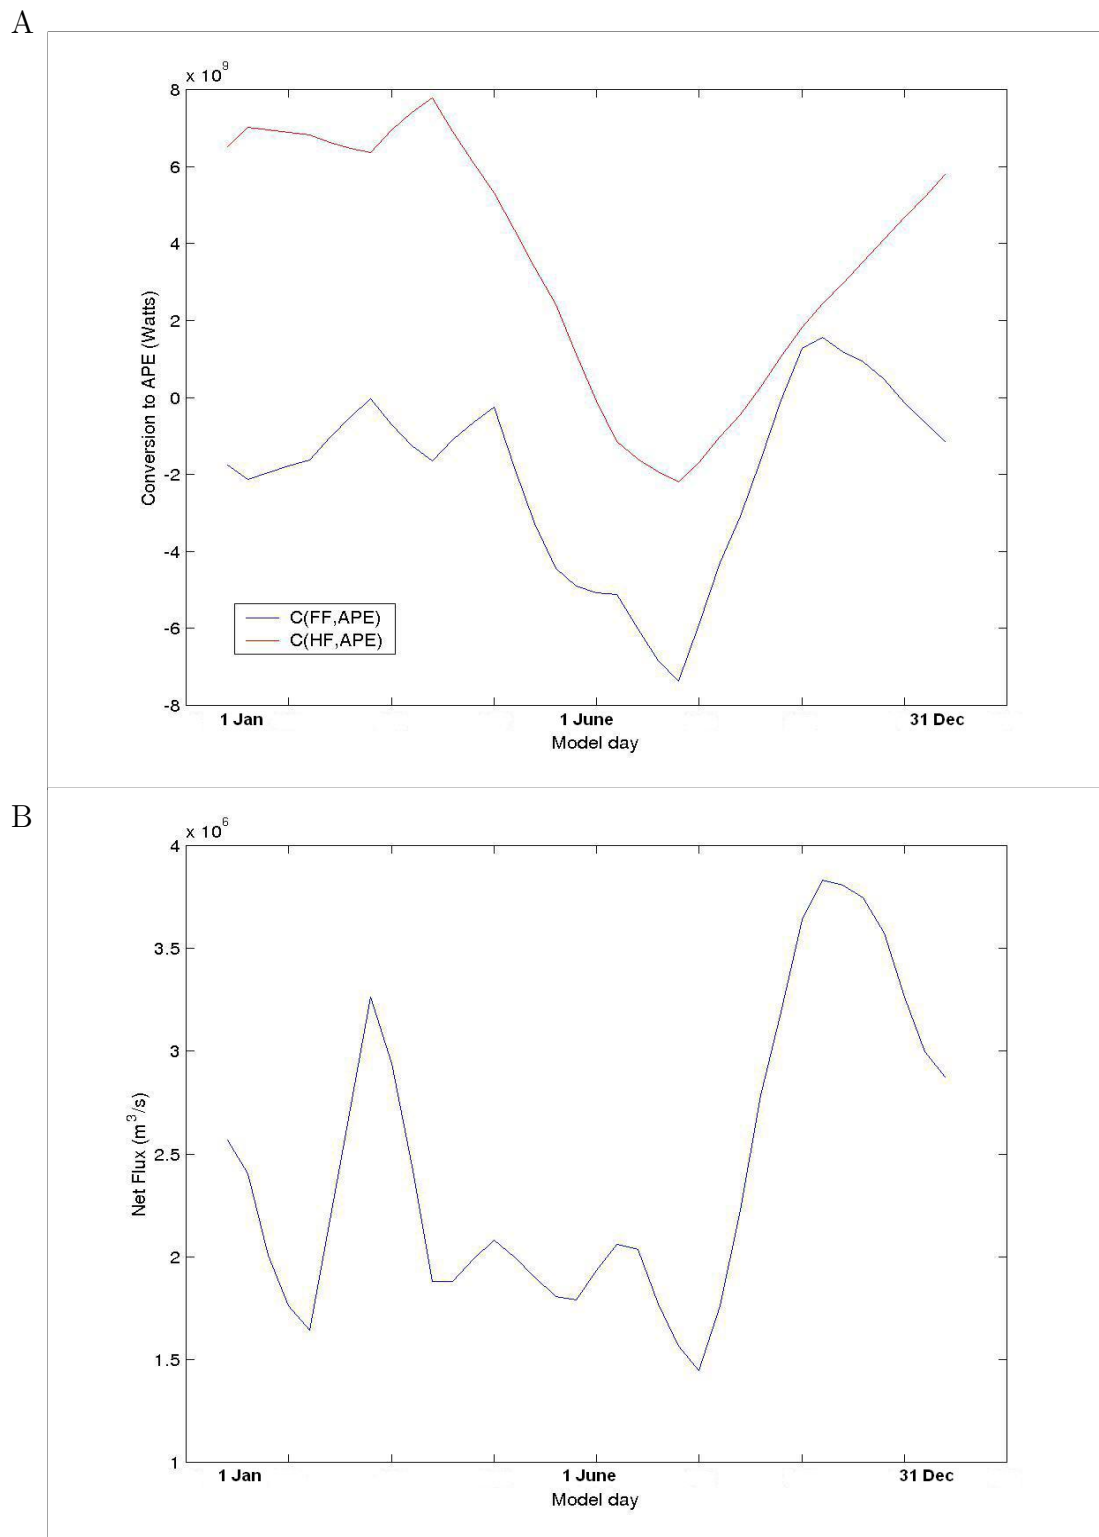 A
x 10^9
8
6
4
2
0
-2
-4
-6
-8
Conversion to APE (Watts)
C(FF,APE)
C(HF,APE)
1 Jan 1 June 31 Dec
Model day
B
x 10^6
4
3.5
3
2.5
2
1.5
1
Net Flux (m^3/s)
1 Jan 1 June 31 Dec
Model day